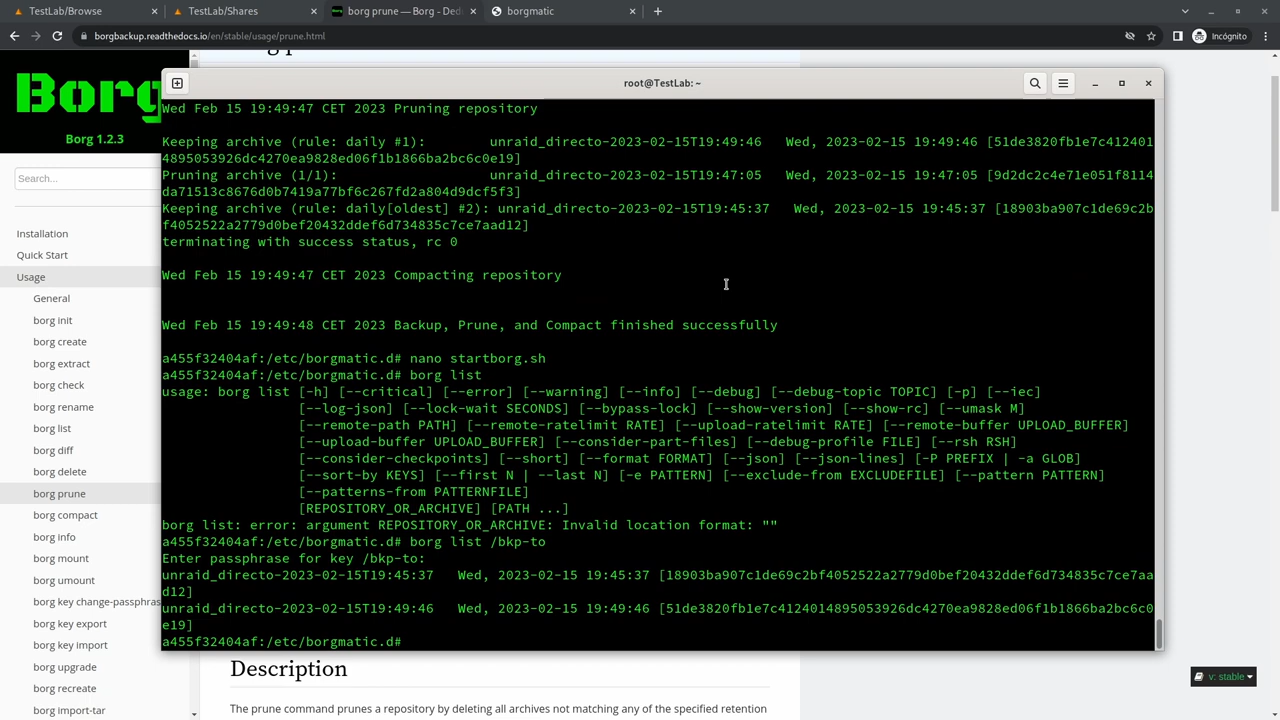 TestLab/Browse
TestLab/Shares
borg prune — Borg - Ded
borgmatic
borgbackup.readthedocs.io/en/stable/usage/prune.html
Incógnito
Borg
Borg 1.2.3
Search...
Installation
Quick Start
Usage
General
borg init
borg create
borg extract
borg check
borg rename
borg list
borg diff
borg delete
borg prune
borg compact
borg info
borg mount
borg umount
borg key change-passphras
borg key export
borg key import
borg upgrade
borg recreate
borg import-tar
root@TestLab: ~
Wed Feb 15 19:49:47 CET 2023 Pruning repository
Keeping archive (rule: daily #1):        unraid_directo-2023-02-15T19:49:46   Wed, 2023-02-15 19:49:46 [51de3820fb1e7c412401
4895053926dc4270ea9828ed06f1b1866ba2bc6c0e19]
Pruning archive (1/1):                   unraid_directo-2023-02-15T19:47:05   Wed, 2023-02-15 19:47:05 [9d2dc2c4e71e051f8114
da71513c8676d0b7419a77bf6c267fd2a804d9dcf5f3]
Keeping archive (rule: daily[oldest] #2): unraid_directo-2023-02-15T19:45:37   Wed, 2023-02-15 19:45:37 [18903ba907c1de69c2b
f4052522a2779d0bef20432ddef6d734835c7ce7aad12]
terminating with success status, rc 0
Wed Feb 15 19:49:47 CET 2023 Compacting repository
Wed Feb 15 19:49:48 CET 2023 Backup, Prune, and Compact finished successfully
a455f32404af:/etc/borgmatic.d# nano startborg.sh
a455f32404af:/etc/borgmatic.d# borg list
usage: borg list [-h] [--critical] [--error] [--warning] [--info] [--debug] [--debug-topic TOPIC] [-p] [--iec]
[--log-json] [--lock-wait SECONDS] [--bypass-lock] [--show-version] [--show-rc] [--umask M]
[--remote-path PATH] [--remote-ratelimit RATE] [--upload-ratelimit RATE] [--remote-buffer UPLOAD_BUFFER]
[--upload-buffer UPLOAD_BUFFER] [--consider-part-files] [--debug-profile FILE] [--rsh RSH]
[--consider-checkpoints] [--short] [--format FORMAT] [--json] [--json-lines] [-P PREFIX | -a GLOB]
[--sort-by KEYS] [--first N | --last N] [-e PATTERN] [--exclude-from EXCLUDEFILE] [--pattern PATTERN]
[--patterns-from PATTERNFILE]
[REPOSITORY_OR_ARCHIVE] [PATH ...]
borg list: error: argument REPOSITORY_OR_ARCHIVE: Invalid location format: ""
a455f32404af:/etc/borgmatic.d# borg list /bkp-to
Enter passphrase for key /bkp-to:
unraid_directo-2023-02-15T19:45:37   Wed, 2023-02-15 19:45:37 [18903ba907c1de69c2bf4052522a2779d0bef20432ddef6d734835c7ce7aa
d12]
unraid_directo-2023-02-15T19:49:46   Wed, 2023-02-15 19:49:46 [51de3820fb1e7c4124014895053926dc4270ea9828ed06f1b1866ba2bc6c0
e19]
a455f32404af:/etc/borgmatic.d#
Description
The prune command prunes a repository by deleting all archives not matching any of the specified retention
v: stable